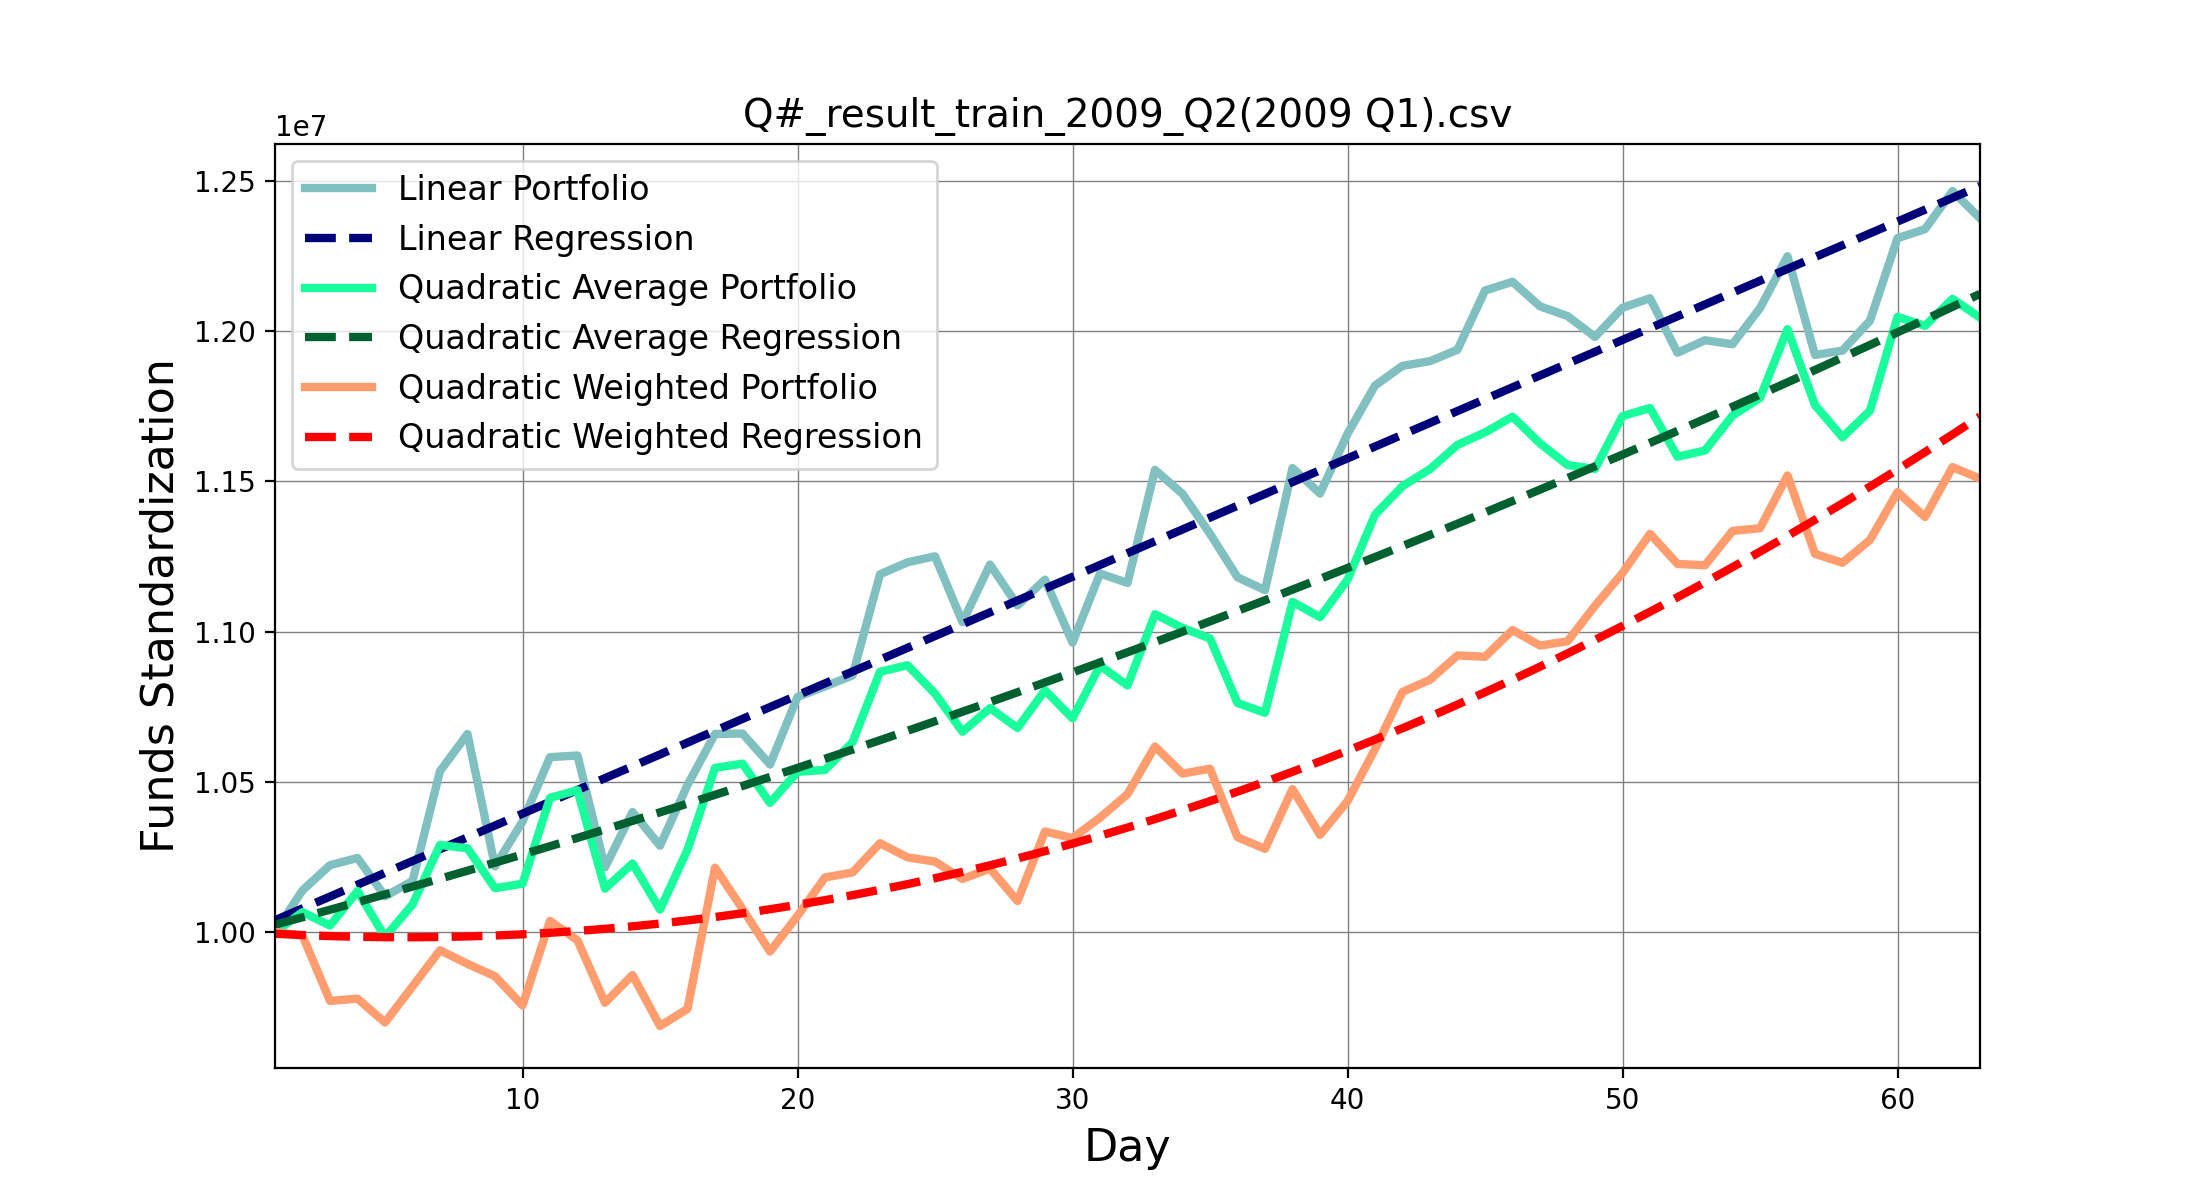 Q#_result_train_2009_Q2(2009 Q1).csv
1e7
Linear Portfolio
Linear Regression
Quadratic Average Portfolio
Quadratic Average Regression
Quadratic Weighted Portfolio
Quadratic Weighted Regression
1.25
1.20
1.15
1.10
1.05
1.00
Funds Standardization
10 20 30 40 50 60
Day